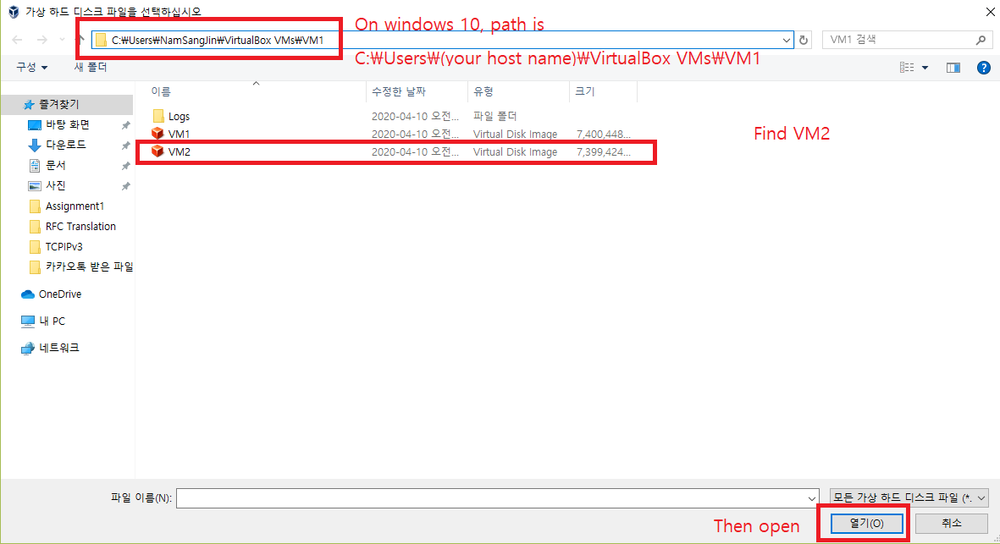 가상 하드 디스크 파일을 선택하십시오
On windows 10, path is
C:₩Users₩NamSangJin₩VirtualBox VMs₩VM1
VM1 검색
C:₩Users₩(your host name)₩VirtualBox VMs₩VM1
구성
새 폴더
이름 수정한 날짜 유형 크기
즐겨찾기
바탕 화면
다운로드
문서
사진
Assignment1
RFC Translation
TCPIPv3
카카오톡 받은 파일
OneDrive
내 PC
네트워크
Logs 2020-04-10 오전... 파일 폴더
VM1 2020-04-10 오전... Virtual Disk Image 7,400,448...
VM2 2020-04-10 오전... Virtual Disk Image 7,399,424...
Find VM2
파일 이름(N):
모든 가상 하드 디스크 파일 (*.
Then open
열기(O)
취소